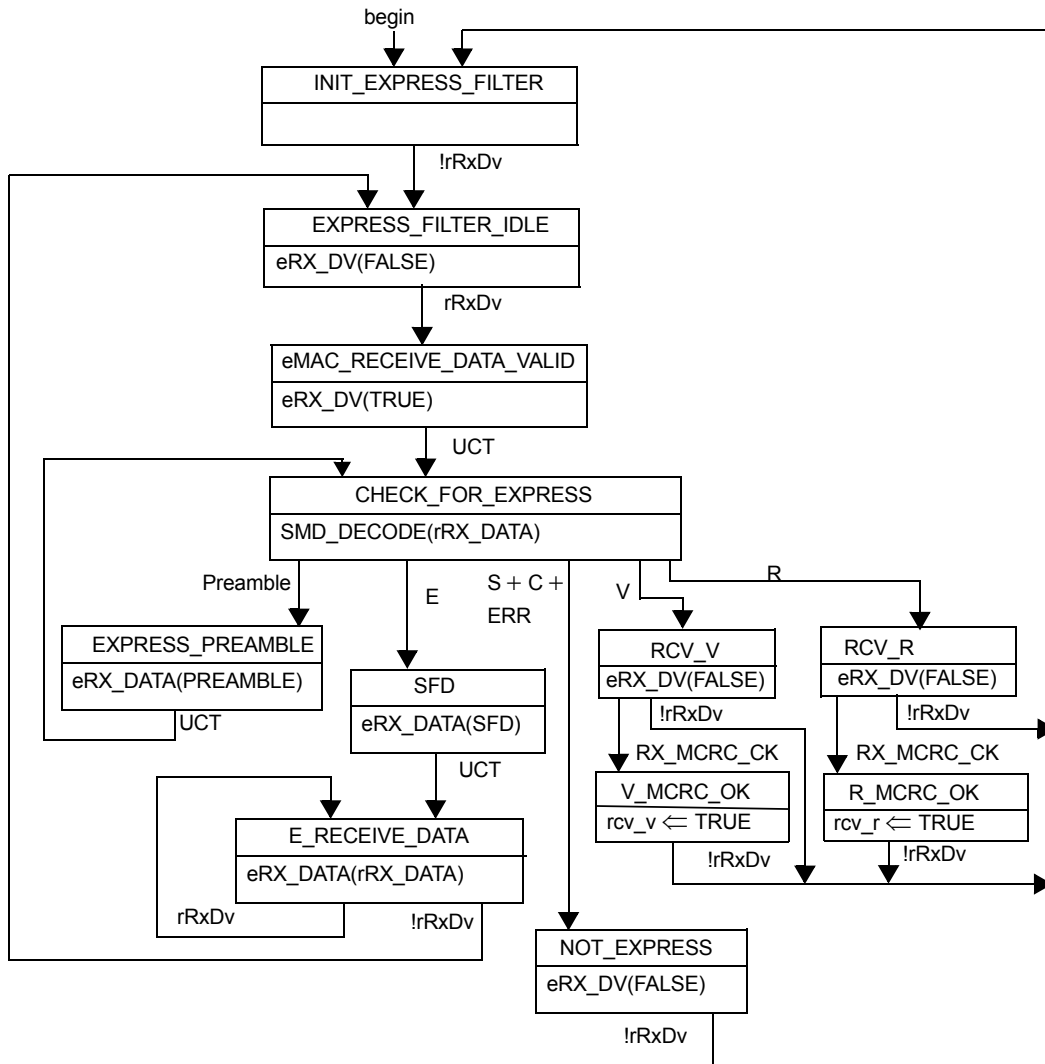 begin
INIT_EXPRESS_FILTER
!rRxDv
EXPRESS_FILTER_IDLE
eRX_DV(FALSE)
rRxDv
eMAC_RECEIVE_DATA_VALID
eRX_DV(TRUE)
UCT
CHECK_FOR_EXPRESS
SMD_DECODE(rRX_DATA)
Preamble
E
S + C +
ERR
V
R
EXPRESS_PREAMBLE
eRX_DATA(PREAMBLE)
UCT
SFD
eRX_DATA(SFD)
UCT
RCV_V
eRX_DV(FALSE)
!rRxDv
RX_MCRC_CK
V_MCRC_OK
rcv_v ⇐ TRUE
!rRxDv
RCV_R
eRX_DV(FALSE)
!rRxDv
RX_MCRC_CK
R_MCRC_OK
rcv_r ⇐ TRUE
!rRxDv
E_RECEIVE_DATA
eRX_DATA(rRX_DATA)
rRxDv
!rRxDv
NOT_EXPRESS
eRX_DV(FALSE)
!rRxDv